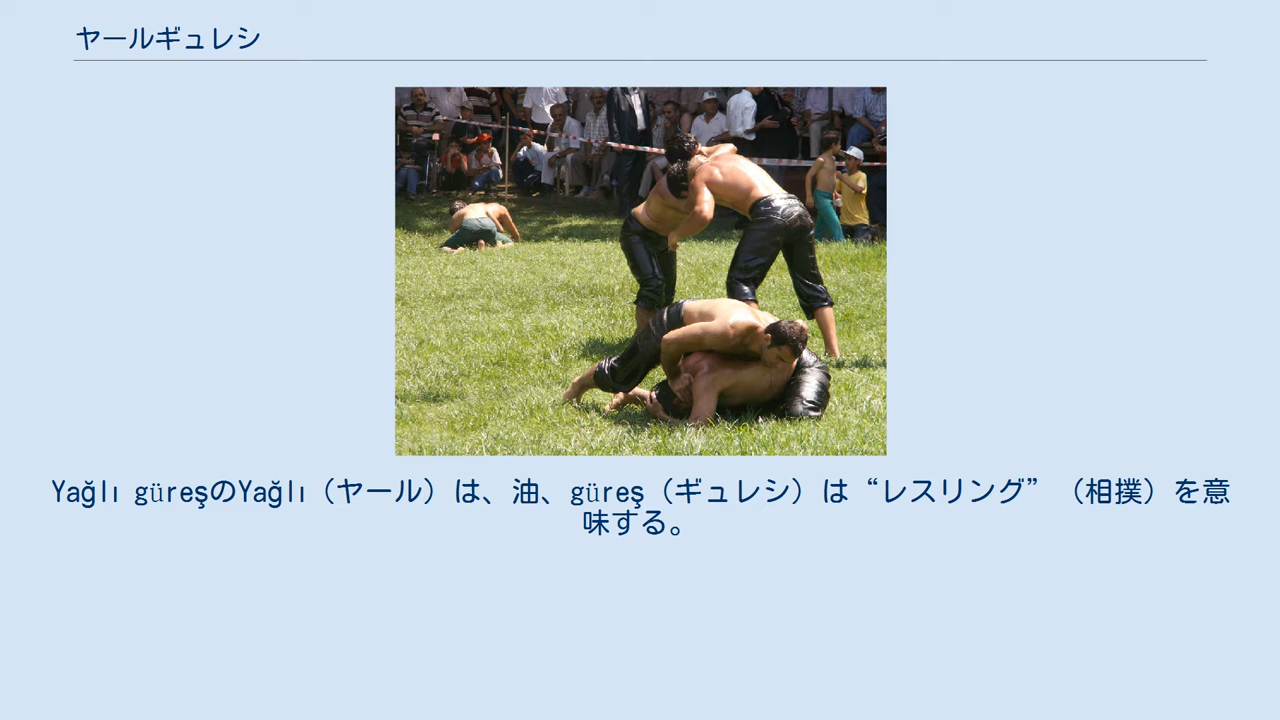 ヤールギュレシ
Yağlı güreşのYağlı（ヤール）は、油、güreş（ギュレシ）は“レスリング”（相撲）を意
味する。